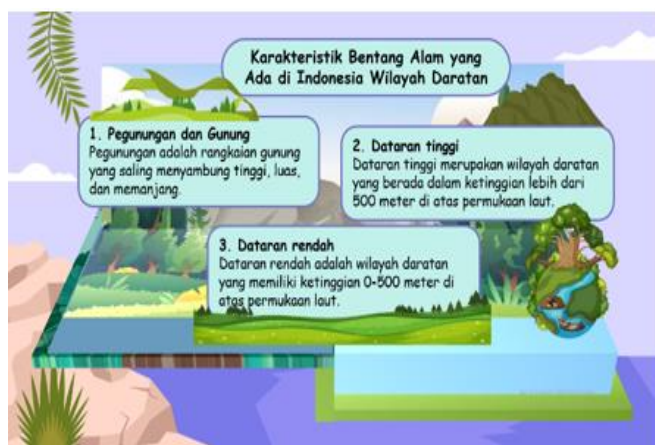 Karakteristik Bentang Alam yang
Ada di Indonesia Wilayah Daratan
1. Pegunungan dan Gunung
Pegunungan adalah rangkaian gunung
yang saling menyambung tinggi, luas,
dan memanjang.
2. Dataran tinggi
Dataran tinggi merupakan wilayah daratan
yang berada dalam ketinggian lebih dari
500 meter di atas permukaan laut.
3. Dataran rendah
Dataran rendah adalah wilayah daratan
yang memiliki ketinggian 0-500 meter di
atas permukaan laut.